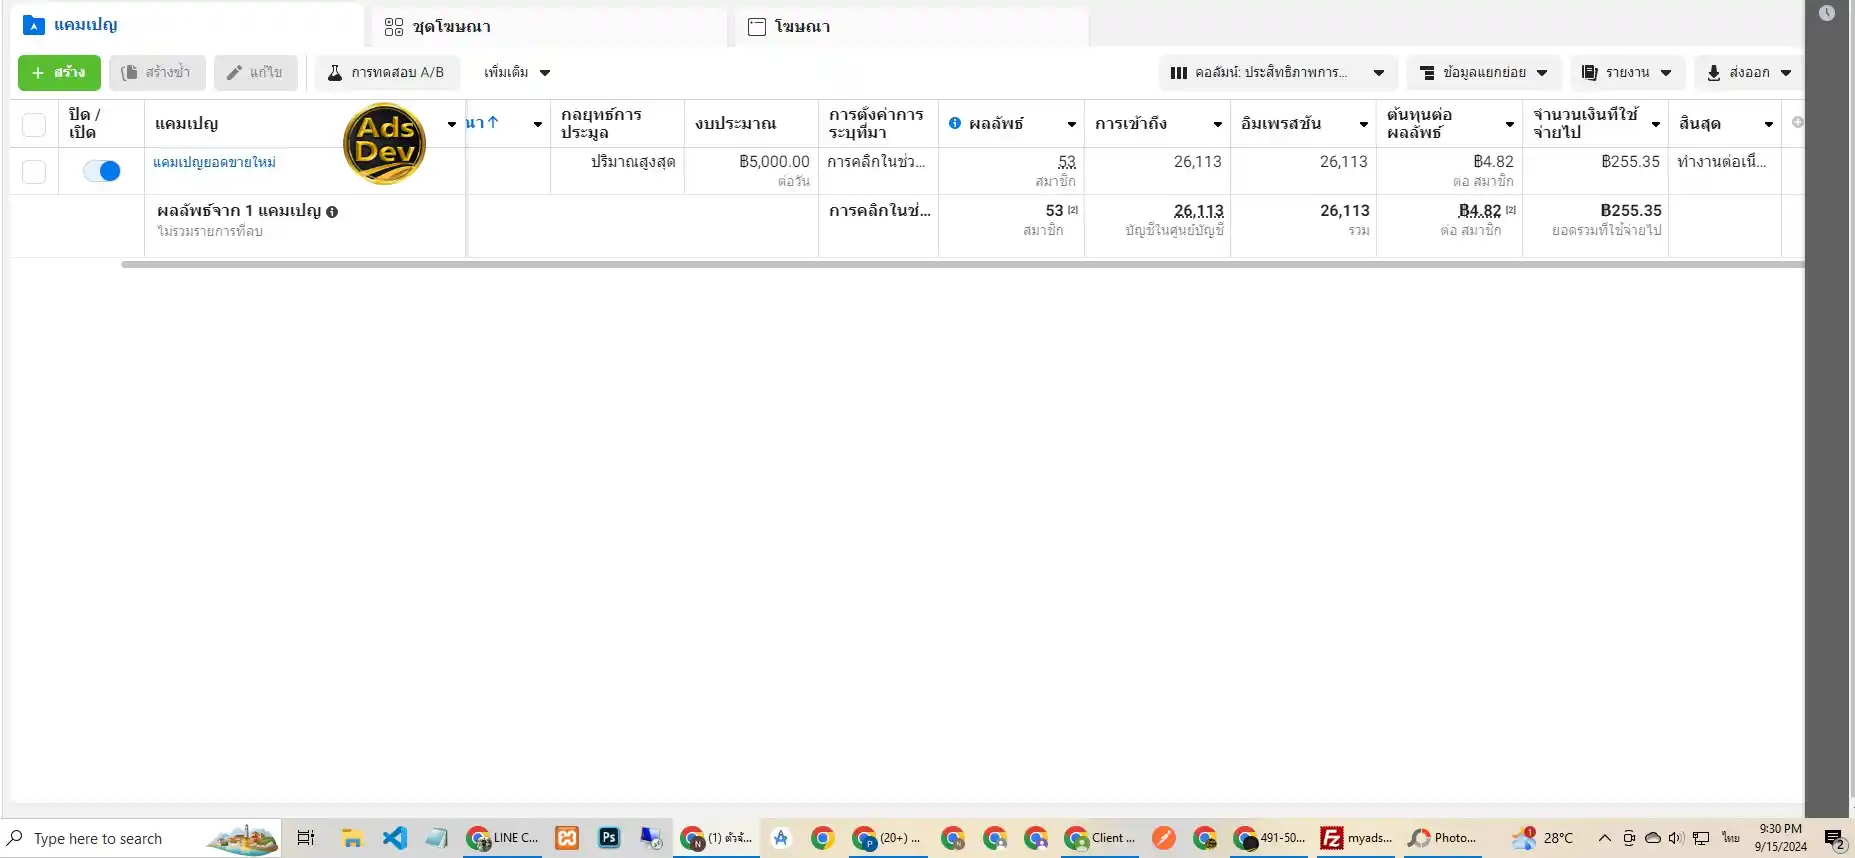 แคมเปญ
ชุดโฆษณา
โฆษณา
+ สร้าง
สร้างซ้ำ
แก้ไข
การทดสอบ A/B
เพิ่มเติม
คอลัมน์: ประสิทธิภาพการ...
ข้อมูลแยกย่อย
รายงาน
ส่งออก
ปิด / เปิด
แคมเปญ
Ads Dev
ณา↑
กลยุทธ์การประมูล
งบประมาณ
การตั้งค่าการระบุที่มา
ผลลัพธ์
การเข้าถึง
อิมเพรสชัน
ต้นทุนต่อผลลัพธ์
จำนวนเงินที่ใช้จ่ายไป
สิ้นสุด
แคมเปญยอดขายใหม่
ปริมาณสูงสุด
฿5,000.00
ต่อวัน
การคลิกในช่ว...
53
สมาชิก
26,113
26,113
฿4.82
ต่อ สมาชิก
฿255.35
ทำงานต่อเนื่...
ผลลัพธ์จาก 1 แคมเปญ
ไม่รวมรายการที่ลบ
การคลิกในช่...
53 [2]
สมาชิก
26,113
บัญชีในศูนย์บัญชี
26,113
รวม
฿4.82 [2]
ต่อ สมาชิก
฿255.35
ยอดรวมที่ใช้จ่ายไป
Type here to search
LINE C...
Ps
(1) ตัวจั...
(20+) ...
Client ...
491-50...
myads...
Photo...
28°C
ไทย
9:30 PM
9/15/2024
2